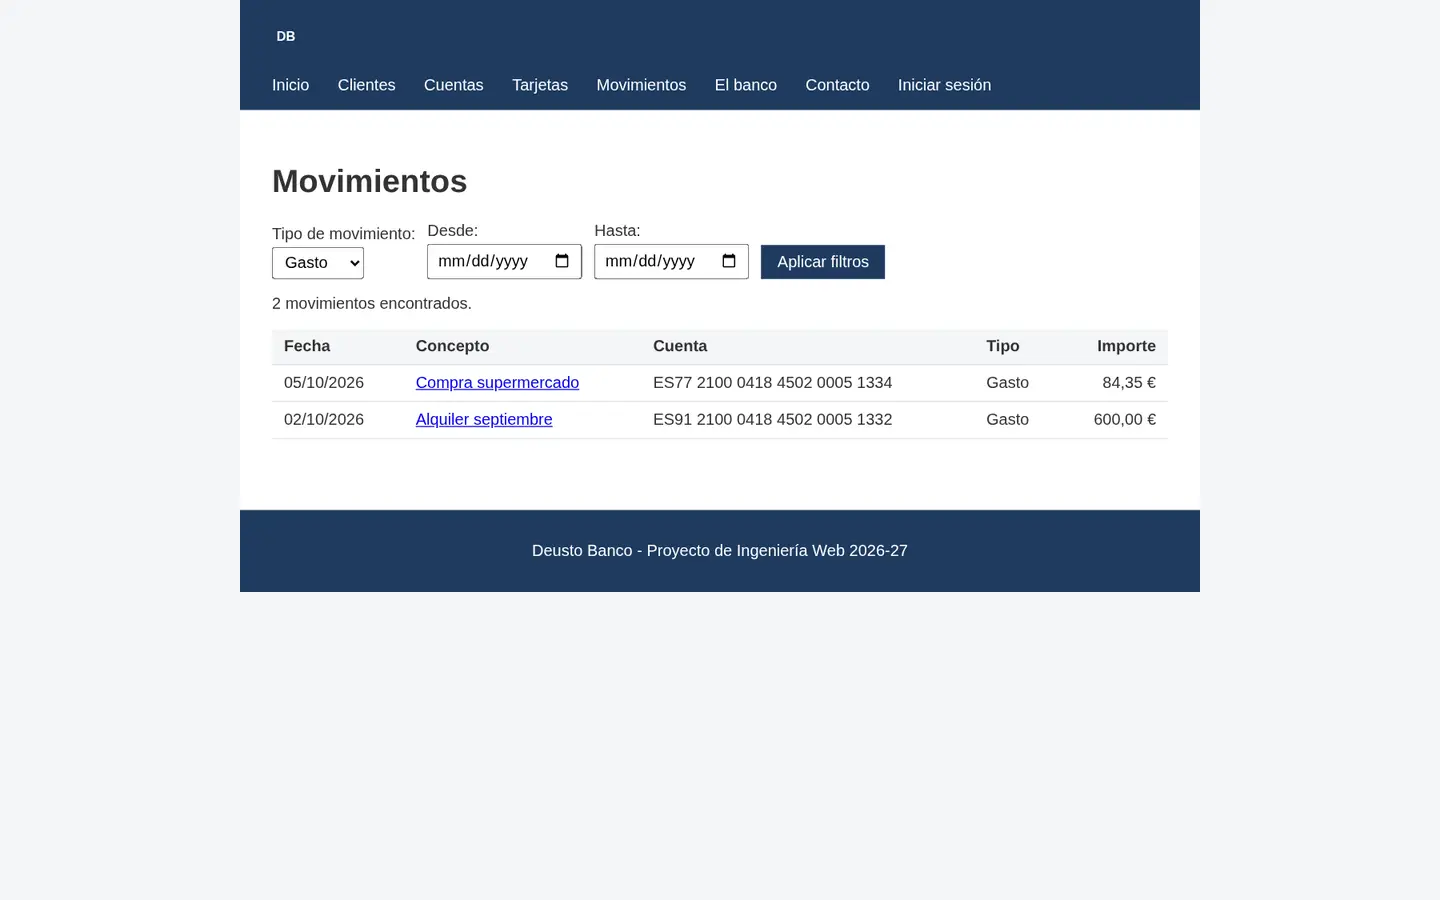 DB
Inicio Clientes Cuentas Tarjetas Movimientos El banco Contacto Iniciar sesión
Movimientos
Tipo de movimiento: Desde: Hasta:
Gasto mm/dd/yyyy mm/dd/yyyy Aplicar filtros
2 movimientos encontrados.
Fecha Concepto Cuenta Tipo Importe
05/10/2026 Compra supermercado ES77 2100 0418 4502 0005 1334 Gasto 84,35 €
02/10/2026 Alquiler septiembre ES91 2100 0418 4502 0005 1332 Gasto 600,00 €
Deusto Banco - Proyecto de Ingeniería Web 2026-27